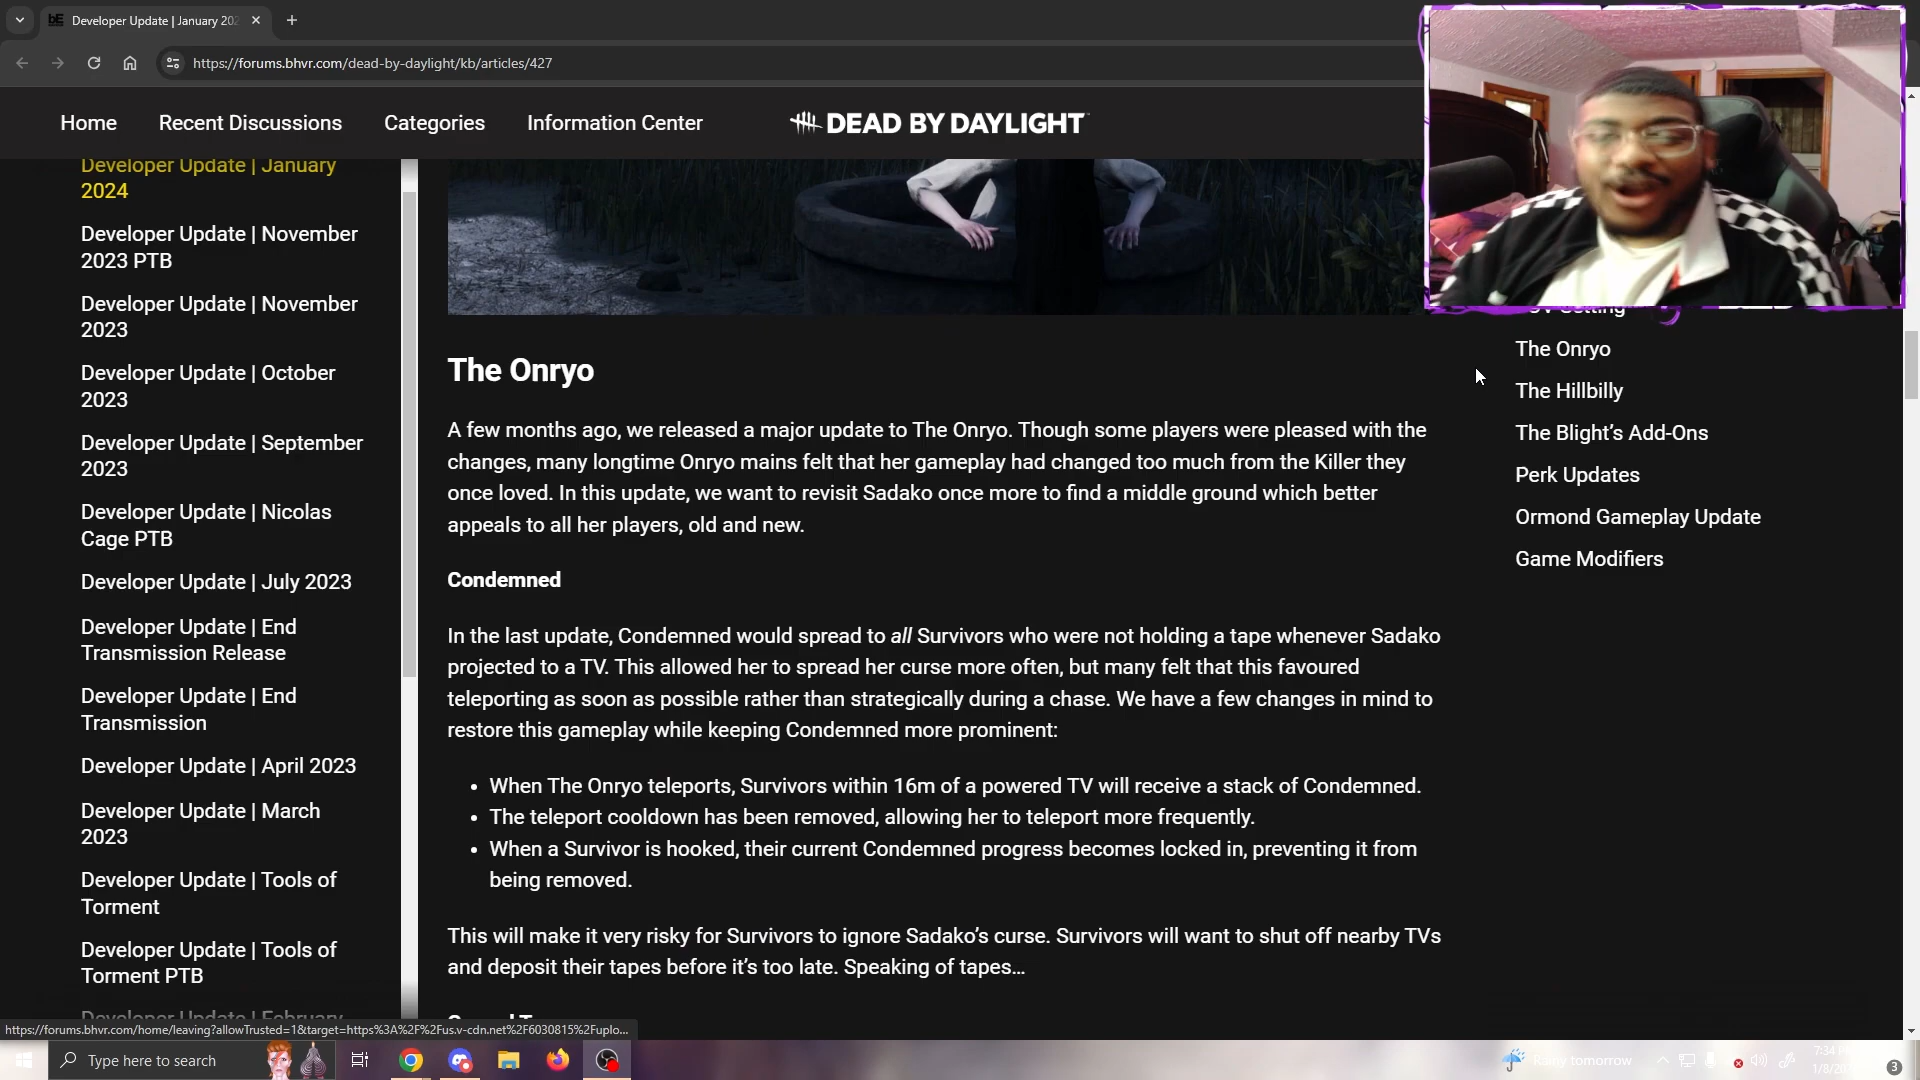 Developer Update | January 202
https://forums.bhvr.com/dead-by-daylight/kb/articles/427
Home
Recent Discussions
Categories
Information Center
DEAD BY DAYLIGHT
Developer Update | January
2024
Developer Update | November
2023 PTB
Developer Update | November
2023
Developer Update | October
2023
Developer Update | September
2023
Developer Update | Nicolas
Cage PTB
Developer Update | July 2023
Developer Update | End
Transmission Release
Developer Update | End
Transmission
Developer Update | April 2023
Developer Update | March
2023
Developer Update | Tools of
Torment
Developer Update | Tools of
Torment PTB
Developer Update | February
The Onryo
A few months ago, we released a major update to The Onryo. Though some players were pleased with the
changes, many longtime Onryo mains felt that her gameplay had changed too much from the Killer they
once loved. In this update, we want to revisit Sadako once more to find a middle ground which better
appeals to all her players, old and new.
Condemned
In the last update, Condemned would spread to all Survivors who were not holding a tape whenever Sadako
projected to a TV. This allowed her to spread her curse more often, but many felt that this favoured
teleporting as soon as possible rather than strategically during a chase. We have a few changes in mind to
restore this gameplay while keeping Condemned more prominent:
• When The Onryo teleports, Survivors within 16m of a powered TV will receive a stack of Condemned.
• The teleport cooldown has been removed, allowing her to teleport more frequently.
• When a Survivor is hooked, their current Condemned progress becomes locked in, preventing it from
being removed.
This will make it very risky for Survivors to ignore Sadako's curse. Survivors will want to shut off nearby TVs
and deposit their tapes before it's too late. Speaking of tapes...
Setting
The Onryo
The Hillbilly
The Blight's Add-Ons
Perk Updates
Ormond Gameplay Update
Game Modifiers
https://forums.bhvr.com/home/leaving?allowTrusted=1&target=https%3A%2F%2Fus.v-cdn.net%2F6030815%2Fuplo...
Type here to search
Rainy tomorrow
7:34
3